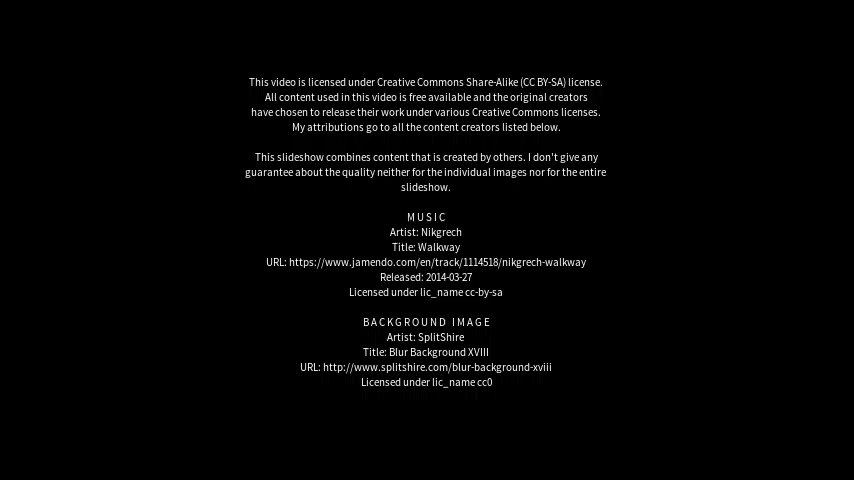 This video is licensed under Creative Commons Share-Alike (CC BY-SA) license.
All content used in this video is free available and the original creators
have chosen to release their work under various Creative Commons licenses.
My attributions go to all the content creators listed below.
This slideshow combines content that is created by others. I don't give any
guarantee about the quality neither for the individual images nor for the entire
slideshow.
MUSIC
Artist: Nikgrech
Title: Walkway
URL: https://www.jamendo.com/en/track/1114518/nikgrech-walkway
Released: 2014-03-27
Licensed under lic_name cc-by-sa
BACKGROUND IMAGE
Artist: SplitShire
Title: Blur Background XVIII
URL: http://www.splitshire.com/blur-background-xviii
Licensed under lic_name cc0